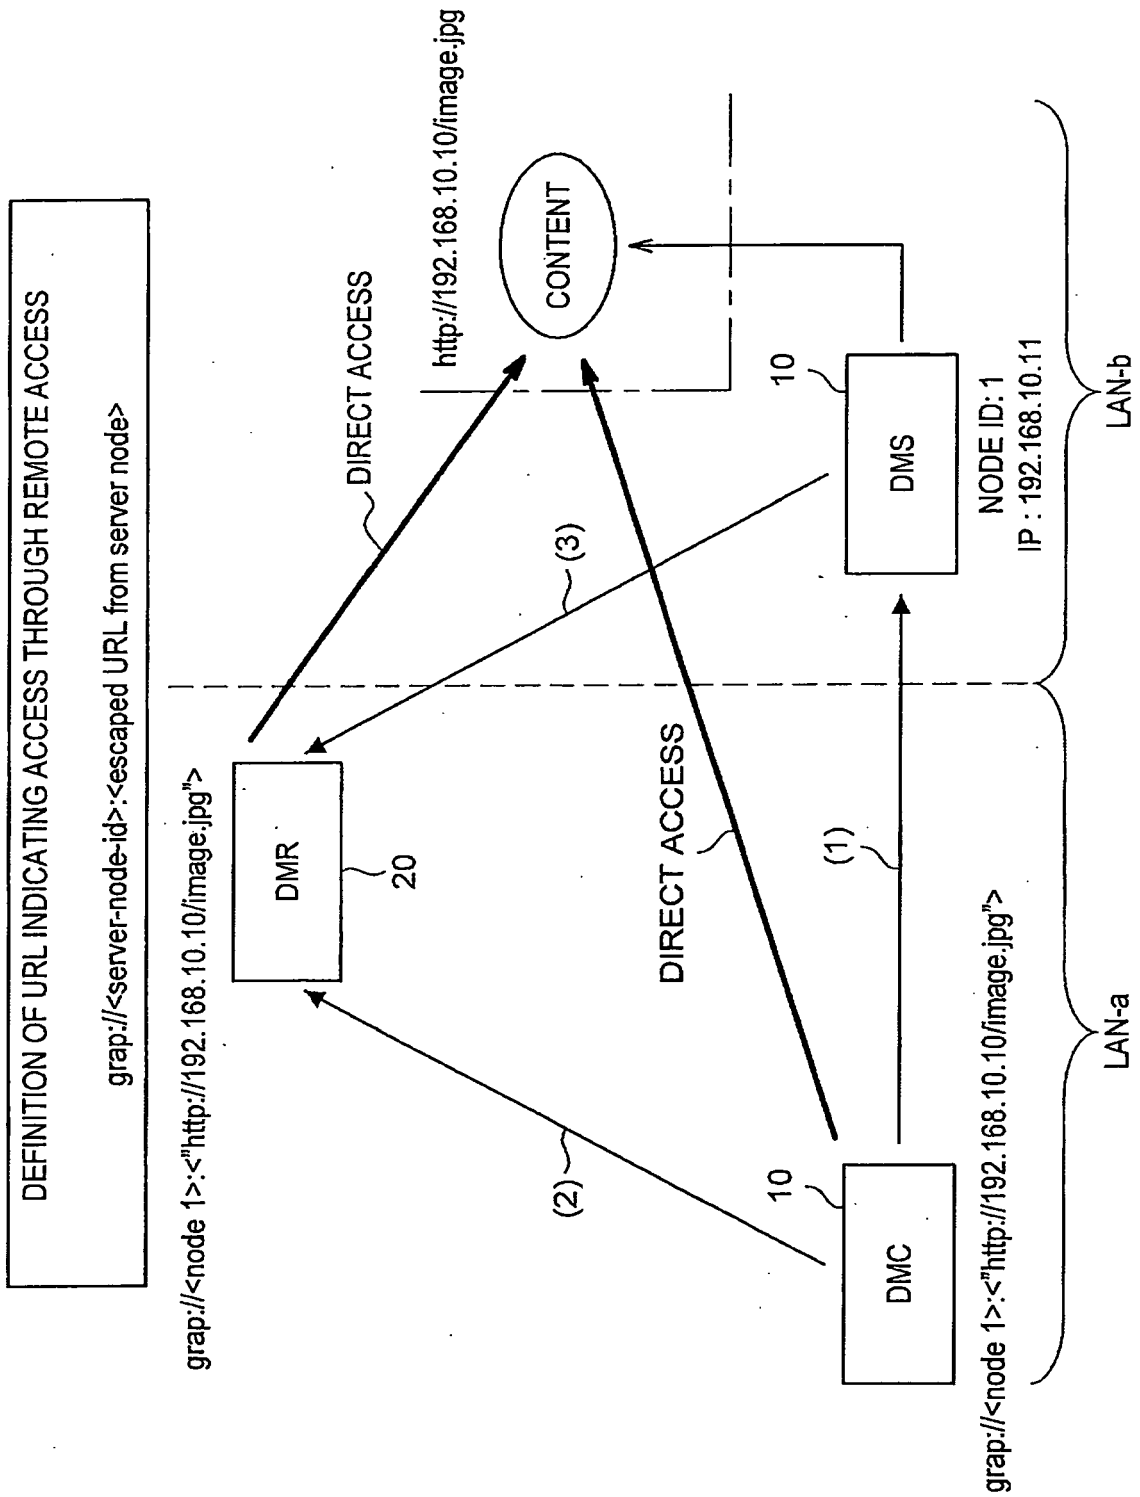 DEFINITION OF URL INDICATING ACCESS THROUGH REMOTE ACCESS
grap://<server-node-id>:<escaped URL from server node>
grap://<node 1>:<"http://192.168.10.10/image.jpg">
DMR
20
DIRECT ACCESS
http://192.168.10.10/image.jpg
CONTENT
(2)
(3)
DIRECT ACCESS
(1)
10
DMC
10
DMS
NODE ID: 1
IP : 192.168.10.11
grap://<node 1>:<"http://192.168.10.10/image.jpg">
LAN-a
LAN-b